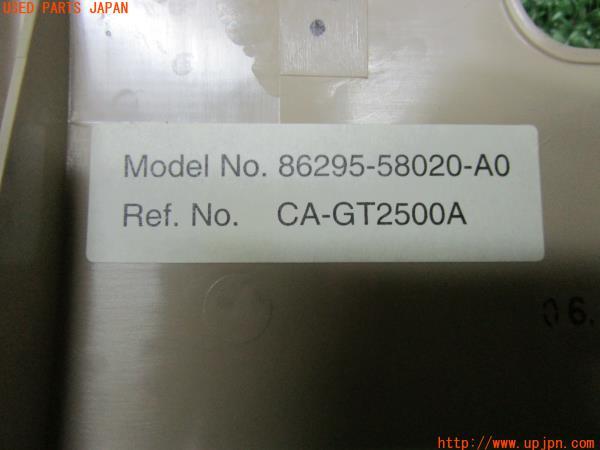 USED PARTS JAPAN
Model No. 86295-58020-A0
Ref. No. CA-GT2500A
06.
http://www.upjpn.com